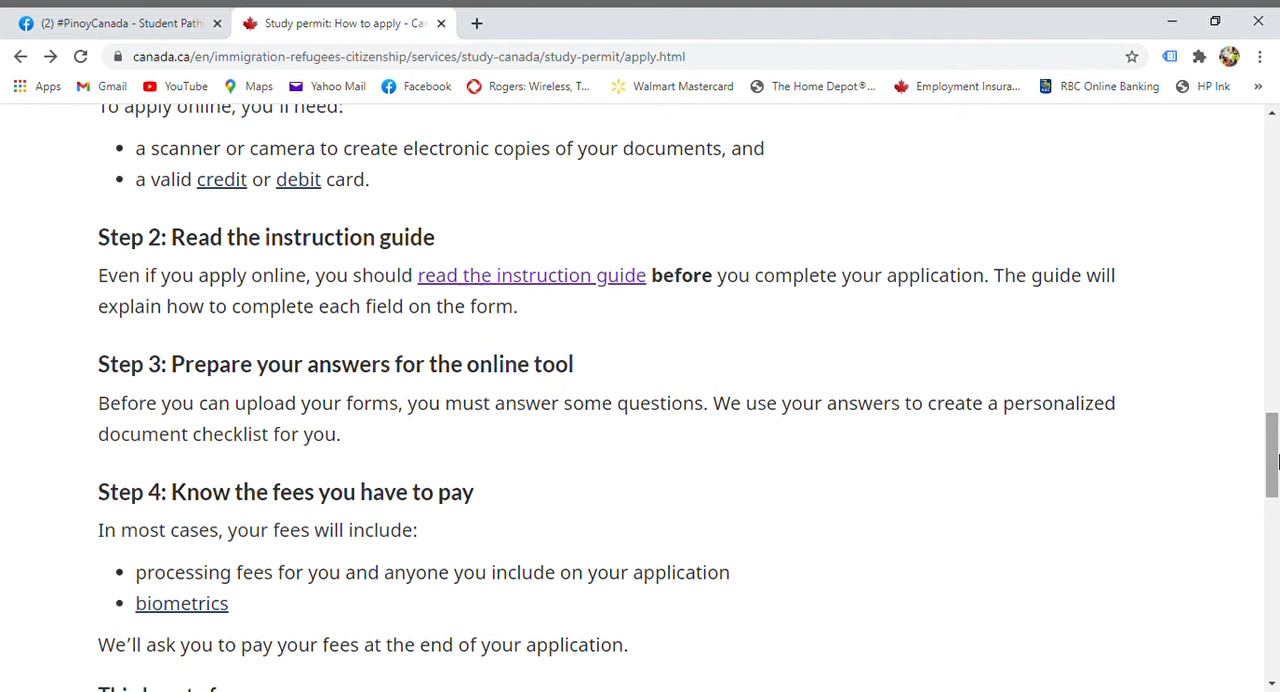 (2) #PinoyCanada - Student Path
Study permit: How to apply - Can
canada.ca/en/immigration-refugees-citizenship/services/study-canada/study-permit/apply.html
Apps Gmail YouTube Maps Yahoo Mail Facebook Rogers: Wireless, T... Walmart Mastercard The Home Depot®... Employment Insura... RBC Online Banking HP Ink »
To apply online, you'll need:
• a scanner or camera to create electronic copies of your documents, and
• a valid credit or debit card.
Step 2: Read the instruction guide
Even if you apply online, you should read the instruction guide before you complete your application. The guide will
explain how to complete each field on the form.
Step 3: Prepare your answers for the online tool
Before you can upload your forms, you must answer some questions. We use your answers to create a personalized
document checklist for you.
Step 4: Know the fees you have to pay
In most cases, your fees will include:
• processing fees for you and anyone you include on your application
• biometrics
We'll ask you to pay your fees at the end of your application.